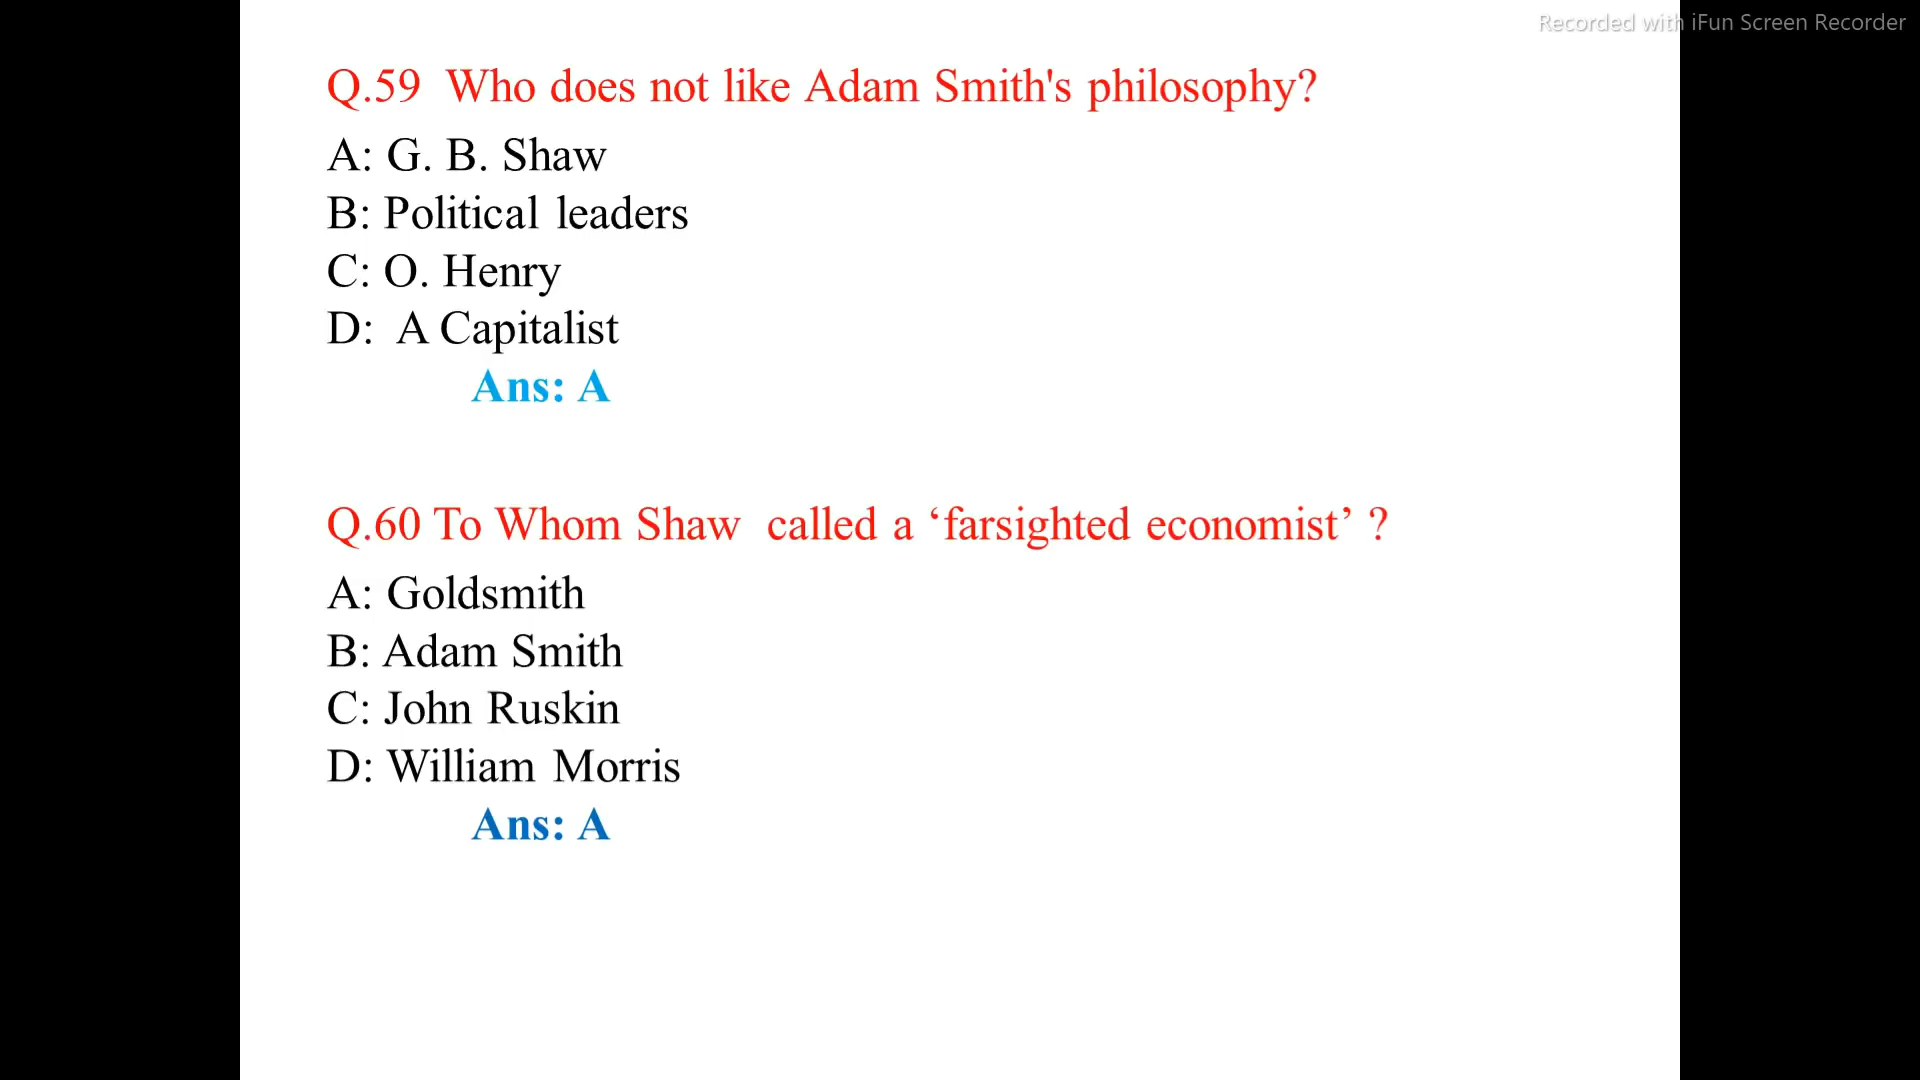 Recorded with iFun Screen Recorder
Q.59 Who does not like Adam Smith's philosophy?
A: G. B. Shaw
B: Political leaders
C: O. Henry
D: A Capitalist
Ans: A
Q.60 To Whom Shaw called a ‘farsighted economist’ ?
A: Goldsmith
B: Adam Smith
C: John Ruskin
D: William Morris
Ans: A